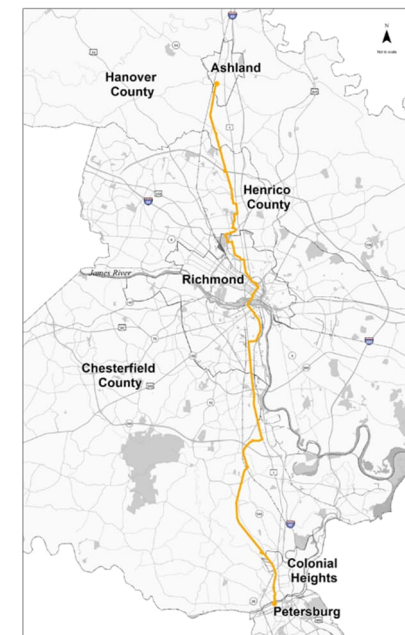 N
Not to scale
Ashland
Hanover
County
Henrico
County
James River
Richmond
Chesterfield
County
Colonial
Heights
Petersburg